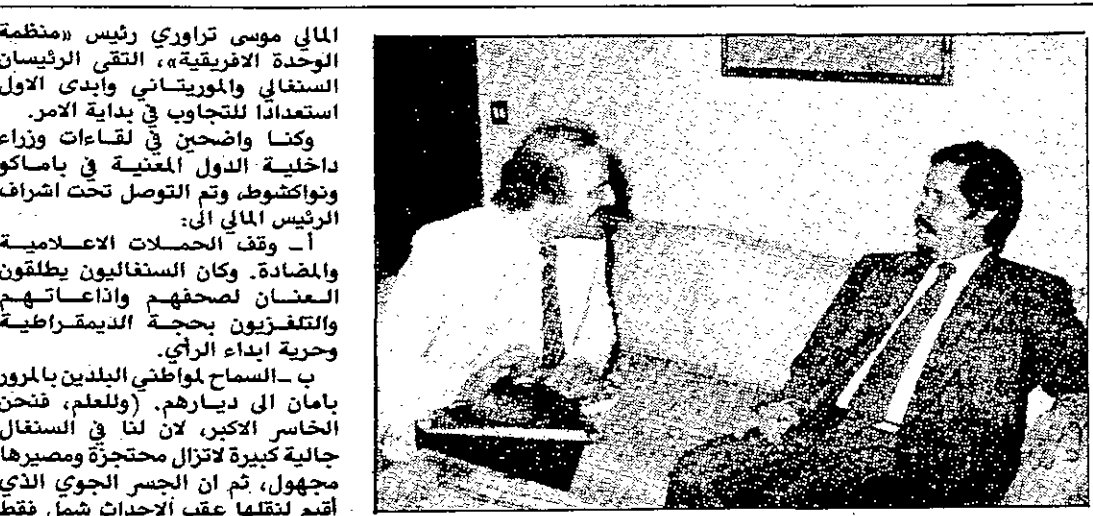 المالي موسى تراوري رئيس «منظمة
الوحدة الافريقية»، التقى الرئيسان
السنغالي والموريتاني وابدى الاول
استعدادا للتجاوب في بداية الامر.
وكنا واضحين في لقاءات وزراء
داخلية الدول المعنية في باماكو
ونواكشوط، وتم التوصل تحت اشراف
الرئيس المالي الى:
أ ـ وقف الحملات الاعلامية
والمضادة. وكان السنغاليون يطلقون
العنان لصحفهم واذاعاتهم
والتلفزيون بحجة الديمقراطية
وحرية ابداء الرأي.
ب ـ السماح لمواطني البلدين بالمرور
بامان الى ديارهم. (وللعلم، فنحن
الخاسر الاكبر، لان لنا في السنغال
جالية كبيرة لاتزال محتجزة ومصيرها
مجهول، ثم ان الجسر الجوي الذي
أقيم لنقلها عقب الاحداث شمل فقط